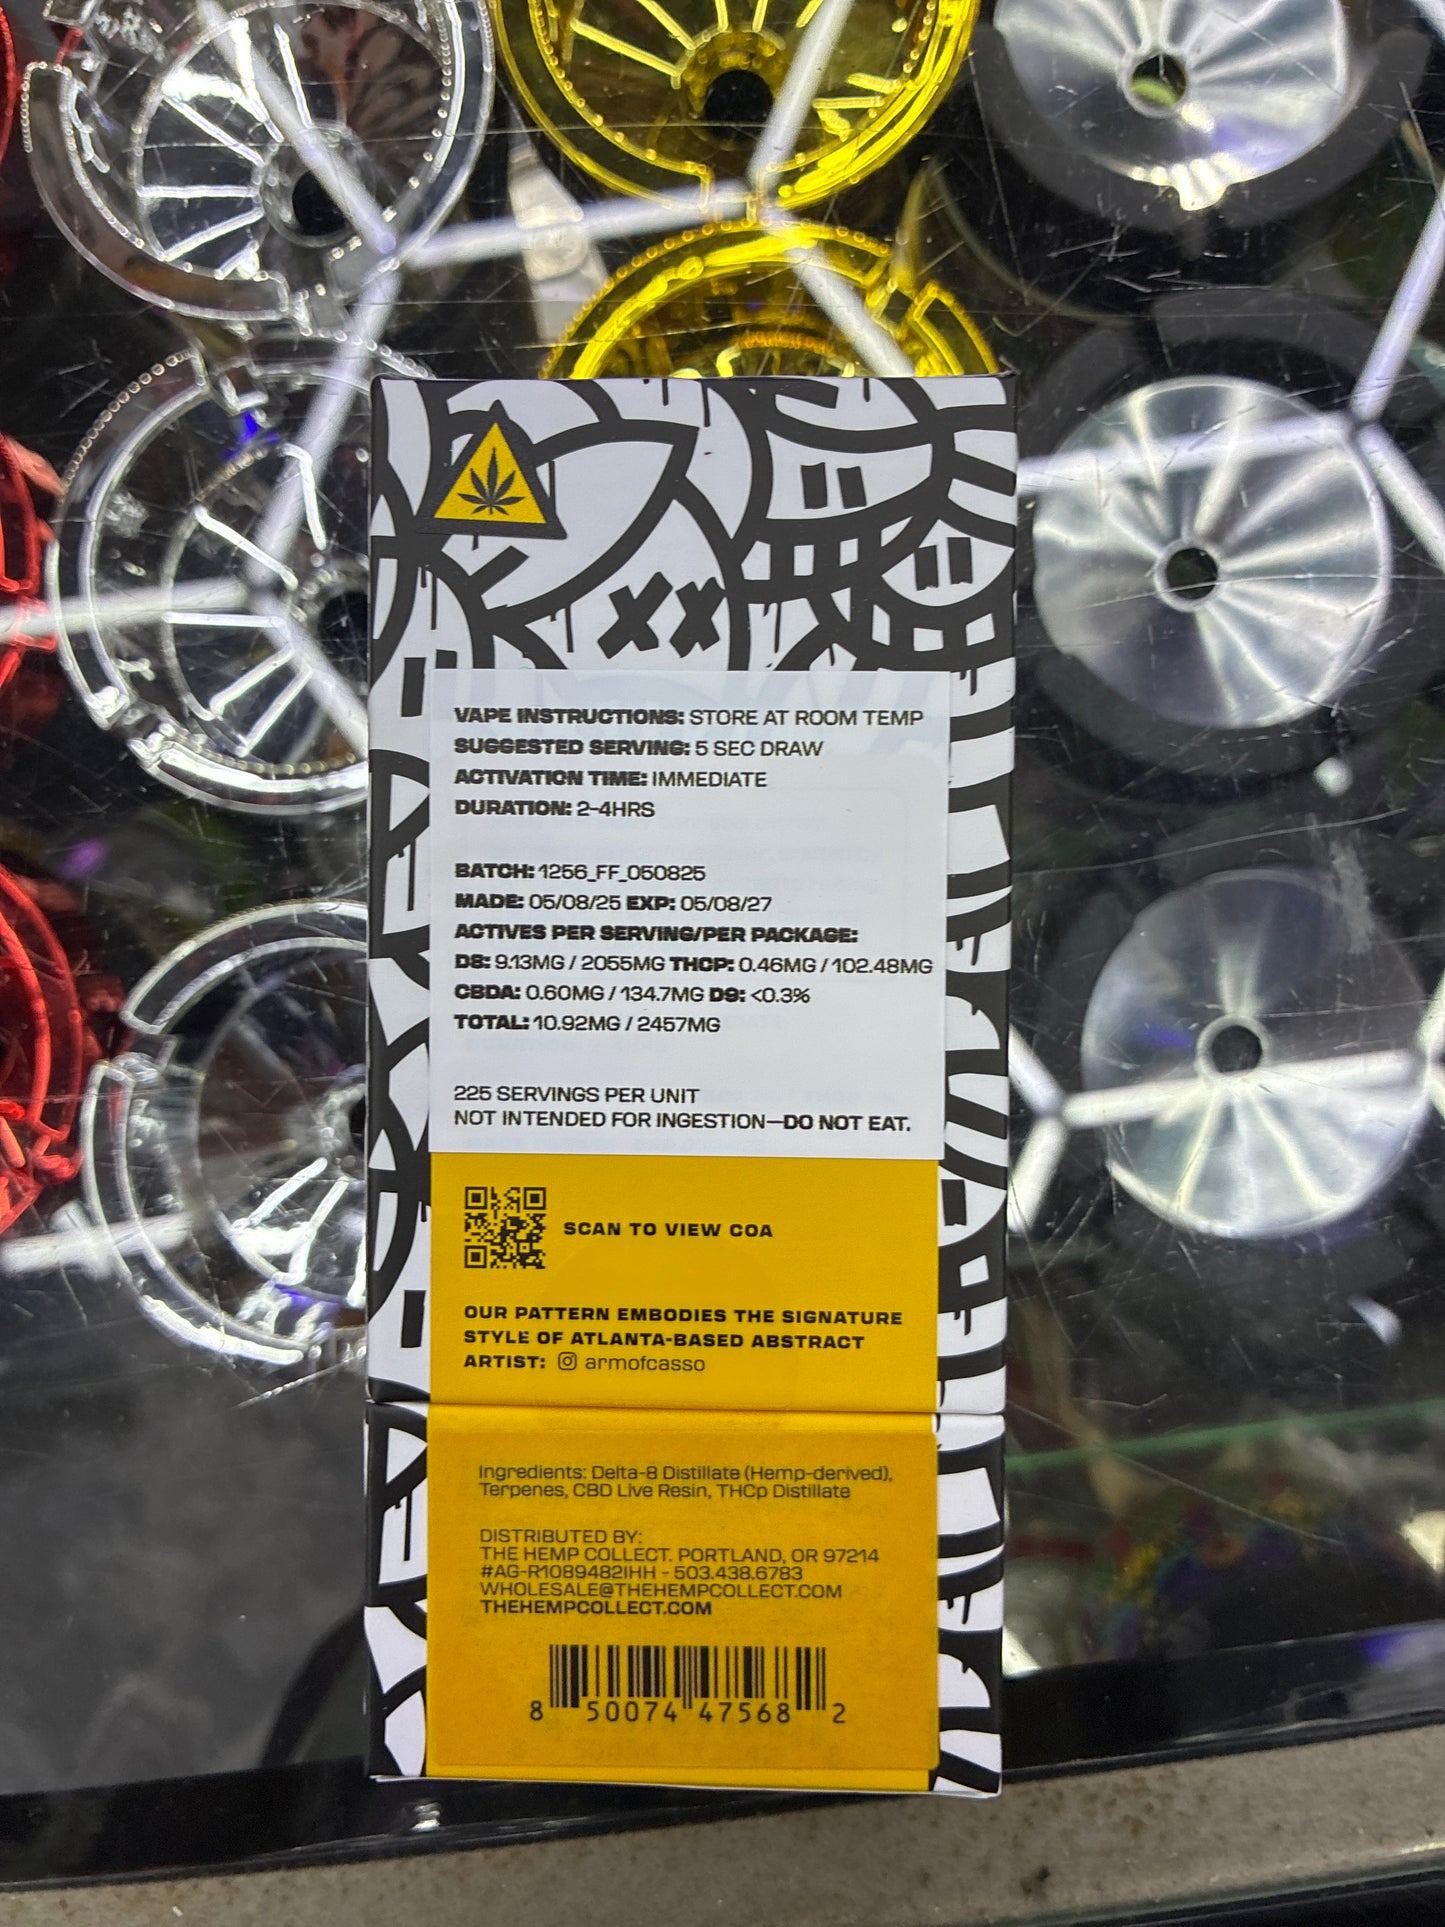 VAPE INSTRUCTIONS: STORE AT ROOM TEMP
SUGGESTED SERVING: 5 SEC DRAW
ACTIVATION TIME: IMMEDIATE
DURATION: 2-4HRS
BATCH: 1256_FF_050825
MADE: 05/08/25 EXP: 05/08/27
ACTIVES PER SERVING/PER PACKAGE:
D8: 9.13MG / 2055MG THCP: 0.46MG / 102.48MG
CBDA: 0.60MG / 134.7MG D9: <0.3%
TOTAL: 10.92MG / 2457MG
225 SERVINGS PER UNIT
NOT INTENDED FOR INGESTION—DO NOT EAT.
SCAN TO VIEW COA
OUR PATTERN EMBODIES THE SIGNATURE
STYLE OF ATLANTA-BASED ABSTRACT
ARTIST: armofcasso
Ingredients: Delta-8 Distillate (Hemp-derived),
Terpenes, CBD Live Resin, THCp Distillate
DISTRIBUTED BY:
THE HEMP COLLECT. PORTLAND, OR 97214
#AG-R1089482IHH - 503.438.6783
WHOLESALE@THEHEMPCOLLECT.COM
THEHEMPCOLLECT.COM
8 50074 47568 2